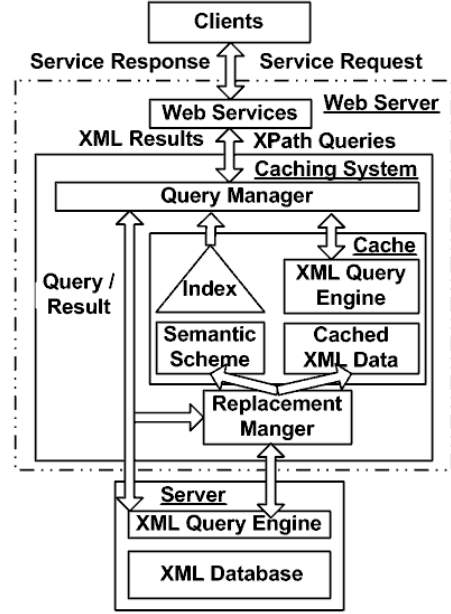 Clients
Service Response
Service Request
Web Server
Web Services
XML Results
XPath Queries
Caching System
Query Manager
Cache
Query /
Result
Index
XML Query
Engine
Semantic
Scheme
Cached
XML Data
Replacement
Manger
Server
XML Query Engine
XML Database